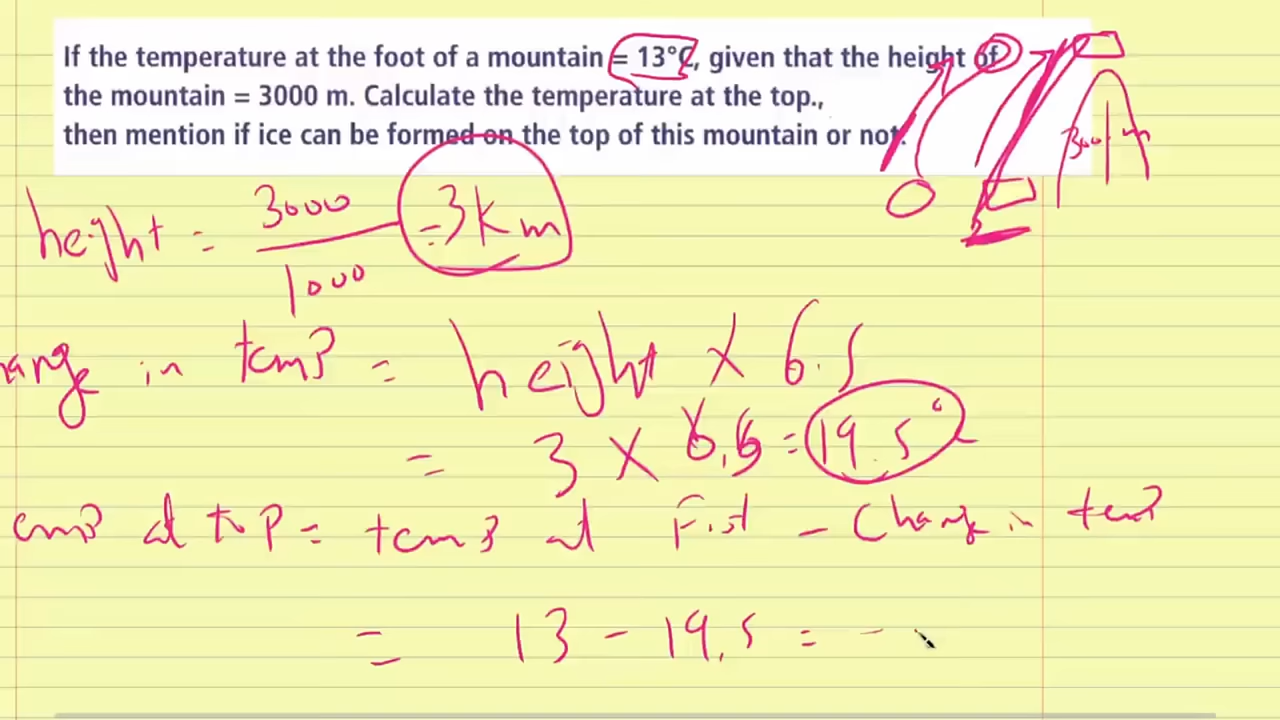 If the temperature at the foot of a mountain = 13°C, given that the height of
the mountain = 3000 m. Calculate the temperature at the top.,
then mention if ice can be formed on the top of this mountain or not.
height = 3000 / 1000 = 3 km
hange in temp = height × 6.5
= 3 × 6.5 = 19.5°
emp at top = temp at - change in temp
= 13 - 19.5 = -